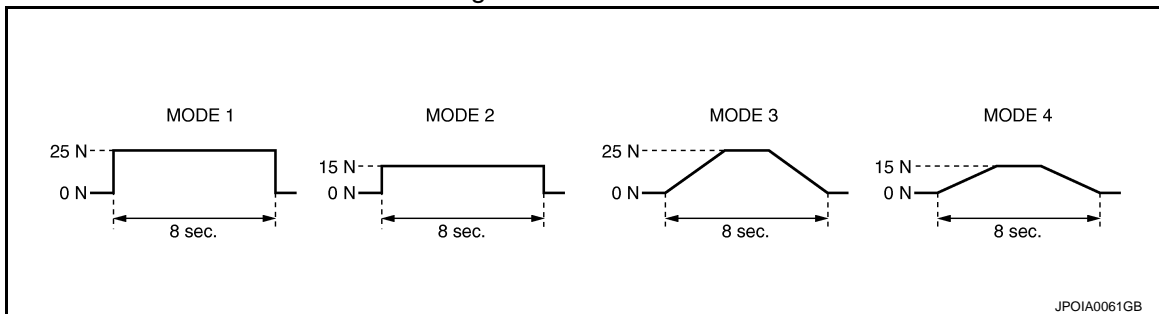 MODE 1 MODE 2 MODE 3 MODE 4
25 N 25 N
15 N 15 N
0 N 0 N 0 N 0 N
8 sec. 8 sec. 8 sec. 8 sec.
JPOIA0061GB